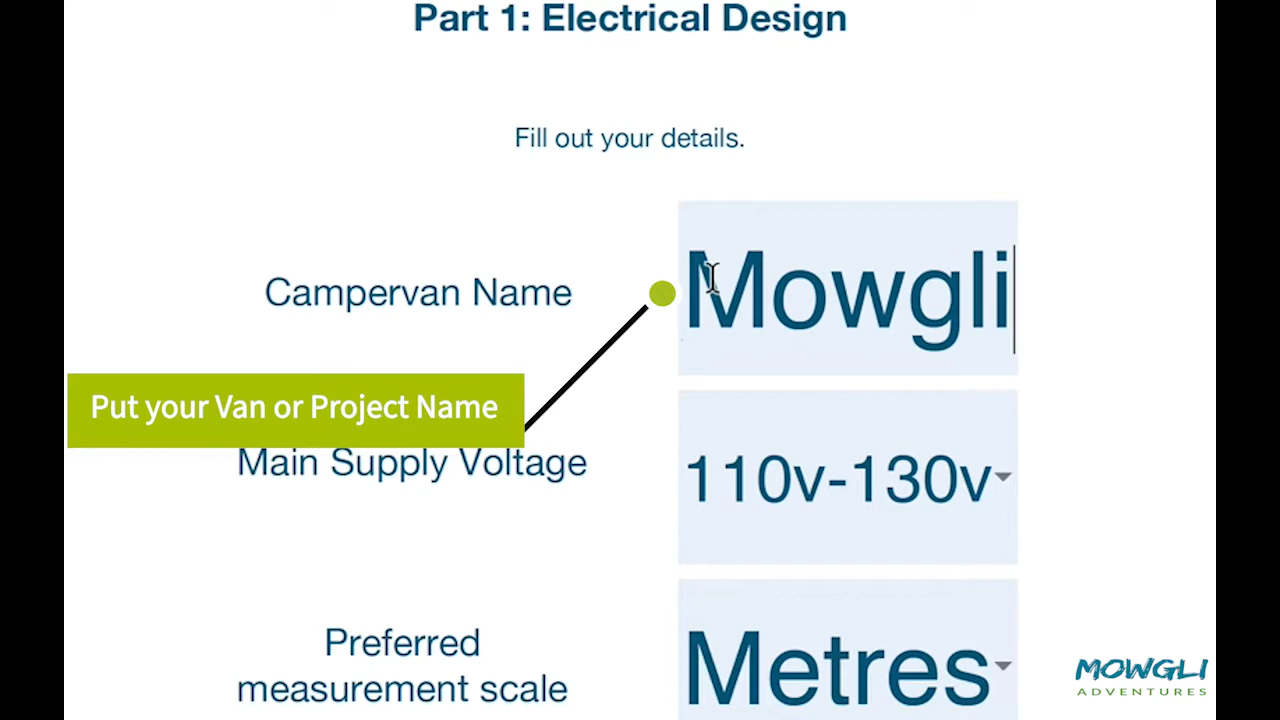 Part 1: Electrical Design
Fill out your details.
Campervan Name
Mowgli
Put your Van or Project Name
Main Supply Voltage
110v-130v
Preferred
measurement scale
Metres
MOWGLI
ADVENTURES